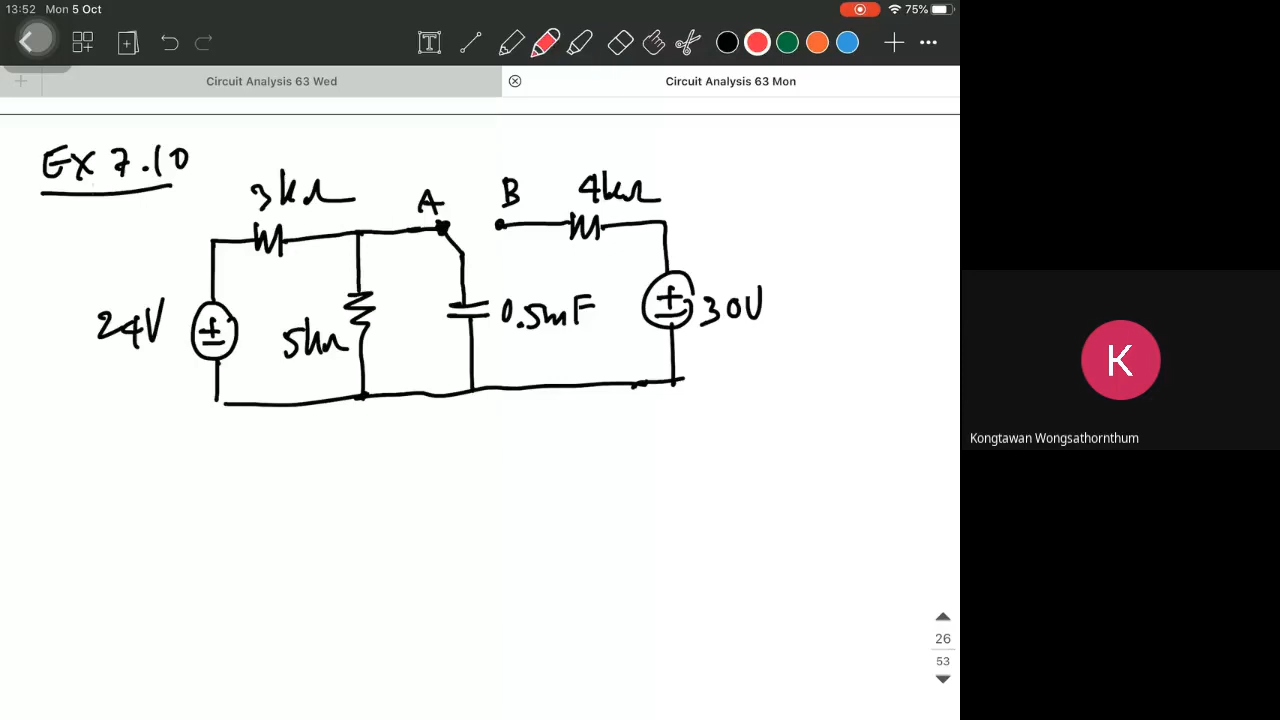 13:52 Mon 5 Oct
75%
Circuit Analysis 63 Wed
Circuit Analysis 63 Mon
EX 7.10
3kΩ
A
B
4kΩ
24V
5kΩ
0.5mF
30V
26
53
K
Kongtawan Wongsathornthum